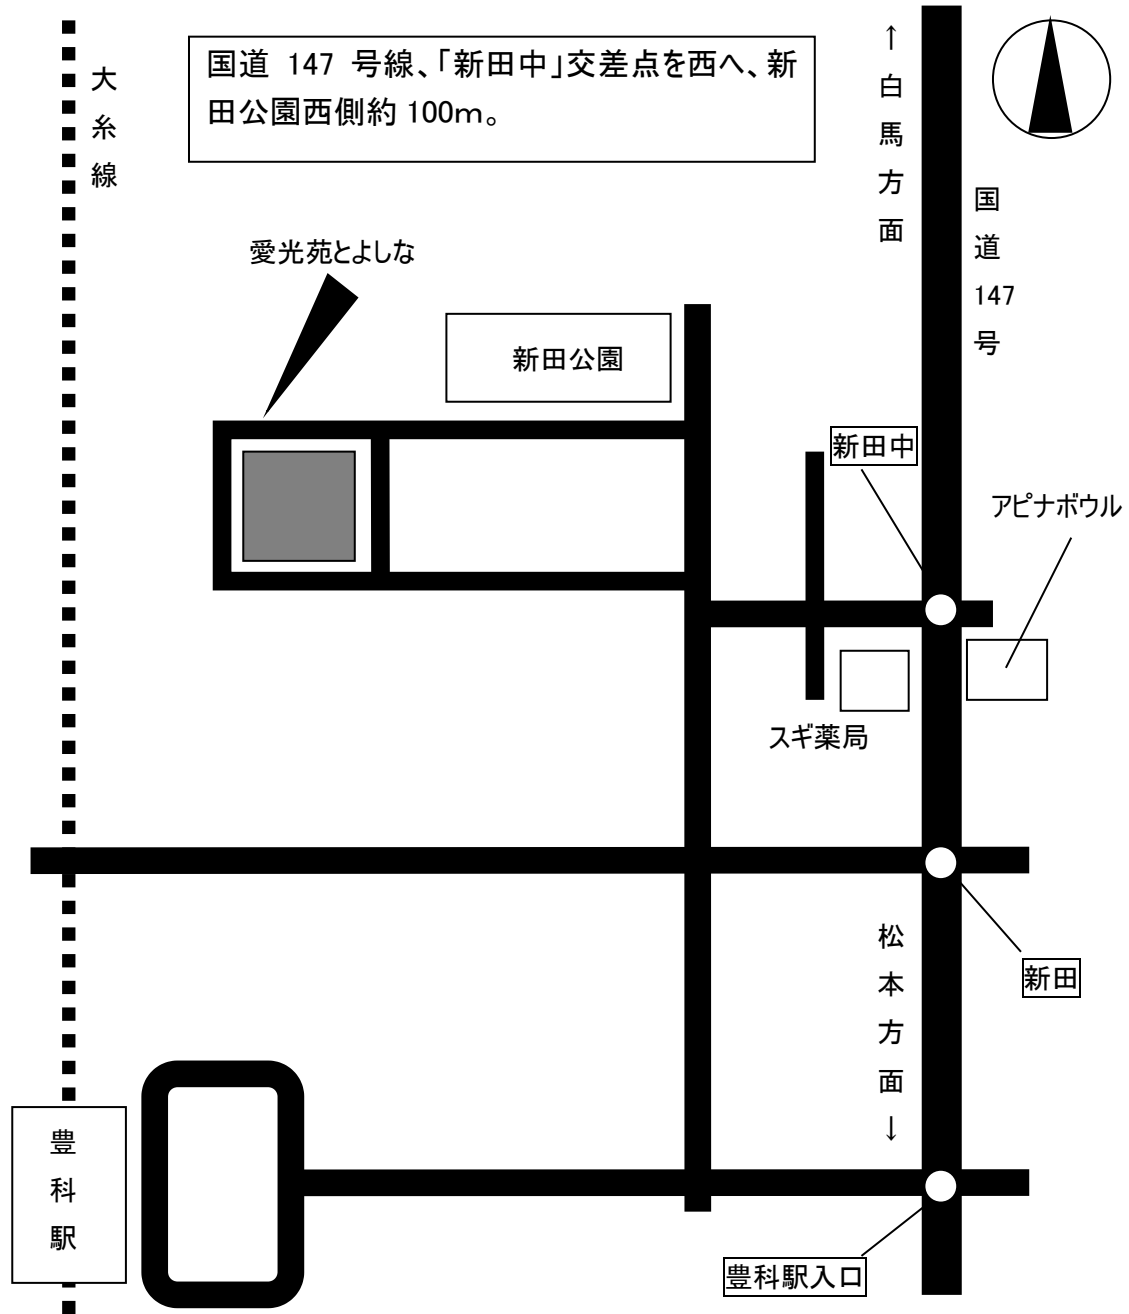 国道 147 号線、「新田中」交差点を西へ、新
田公園西側約 100m。
大糸線
↑白馬方面
国道147号
愛光苑とよしな
新田公園
新田中
アピナボウル
スギ薬局
松本方面↓
新田
豊科駅
豊科駅入口